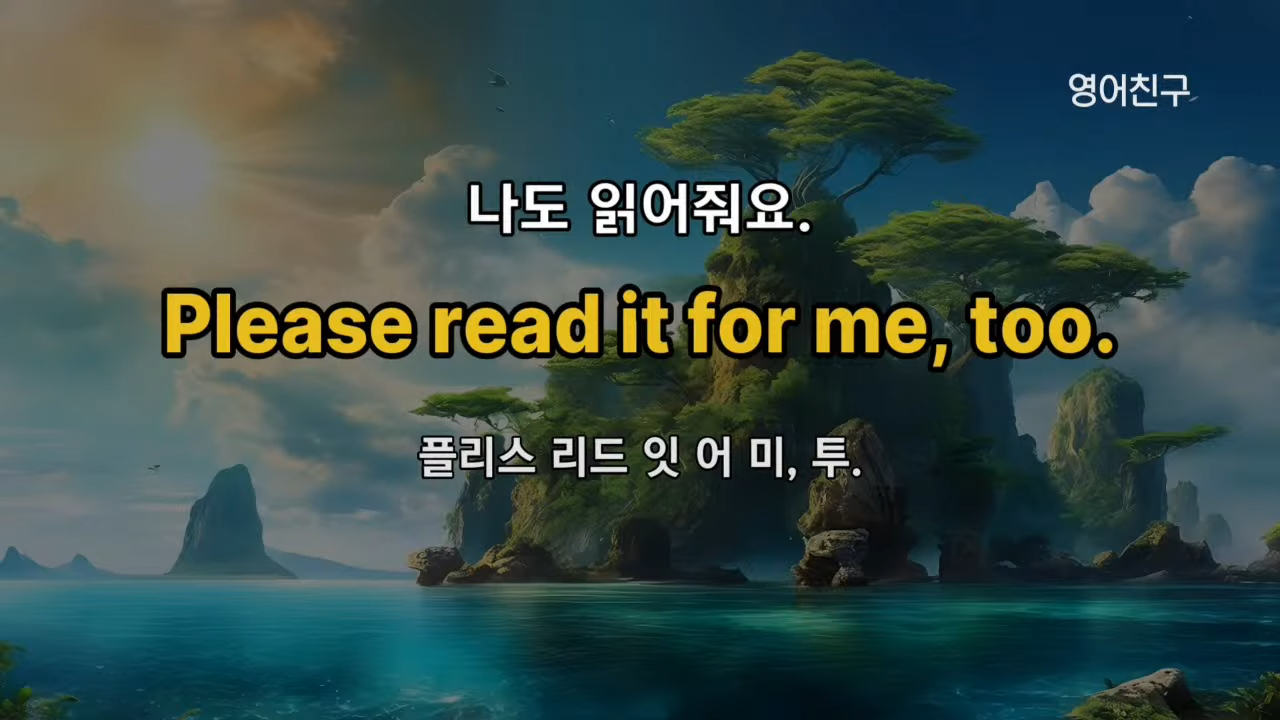 영어친구
나도 읽어줘요.
Please read it for me, too.
플리스 리드 잇 어 미, 투.